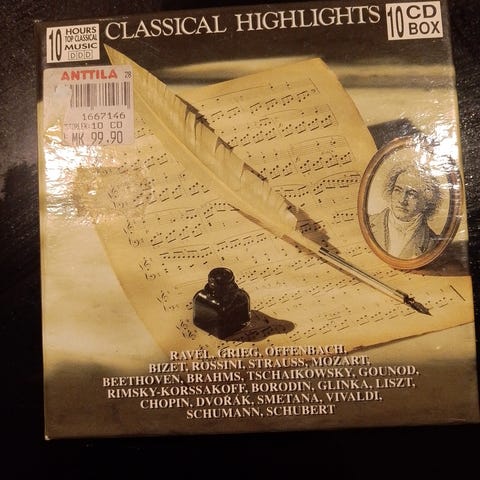 10 HOURS
TOP CLASSICAL
MUSIC
DDD
CLASSICAL HIGHLIGHTS
10 CD
BOX
ANTTILA 28
1667146
10 CD
MK 99.90
RAVEL, GRIEG, OFFENBACH,
BIZET, ROSSINI, STRAUSS, MOZART,
BEETHOVEN, BRAHMS, TSCHAIKOWSKY, GOUNOD,
RIMSKY-KORSSAKOFF, BORODIN, GLINKA, LISZT,
CHOPIN, DVOŘÁK, SMETANA, VIVALDI,
SCHUMANN, SCHUBERT